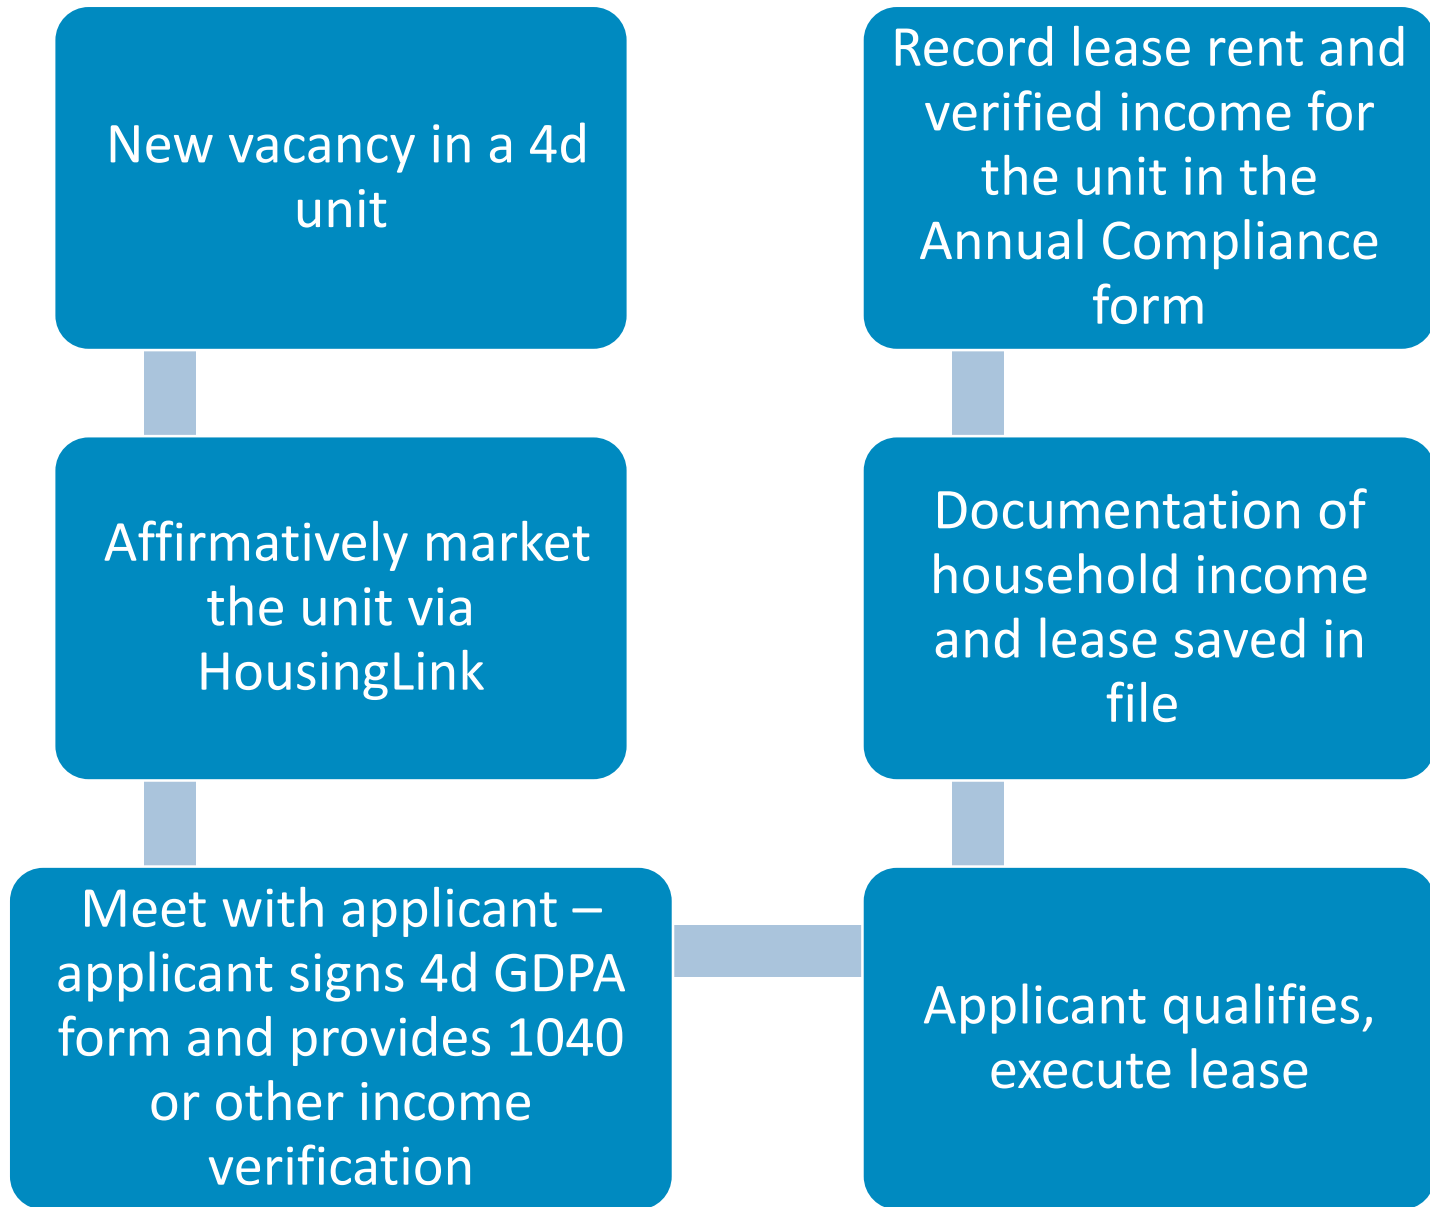 New vacancy in a 4d
unit
Affirmatively market
the unit via
HousingLink
Meet with applicant –
applicant signs 4d GDPA
form and provides 1040
or other income
verification
Applicant qualifies,
execute lease
Documentation of
household income
and lease saved in
file
Record lease rent and
verified income for
the unit in the
Annual Compliance
form